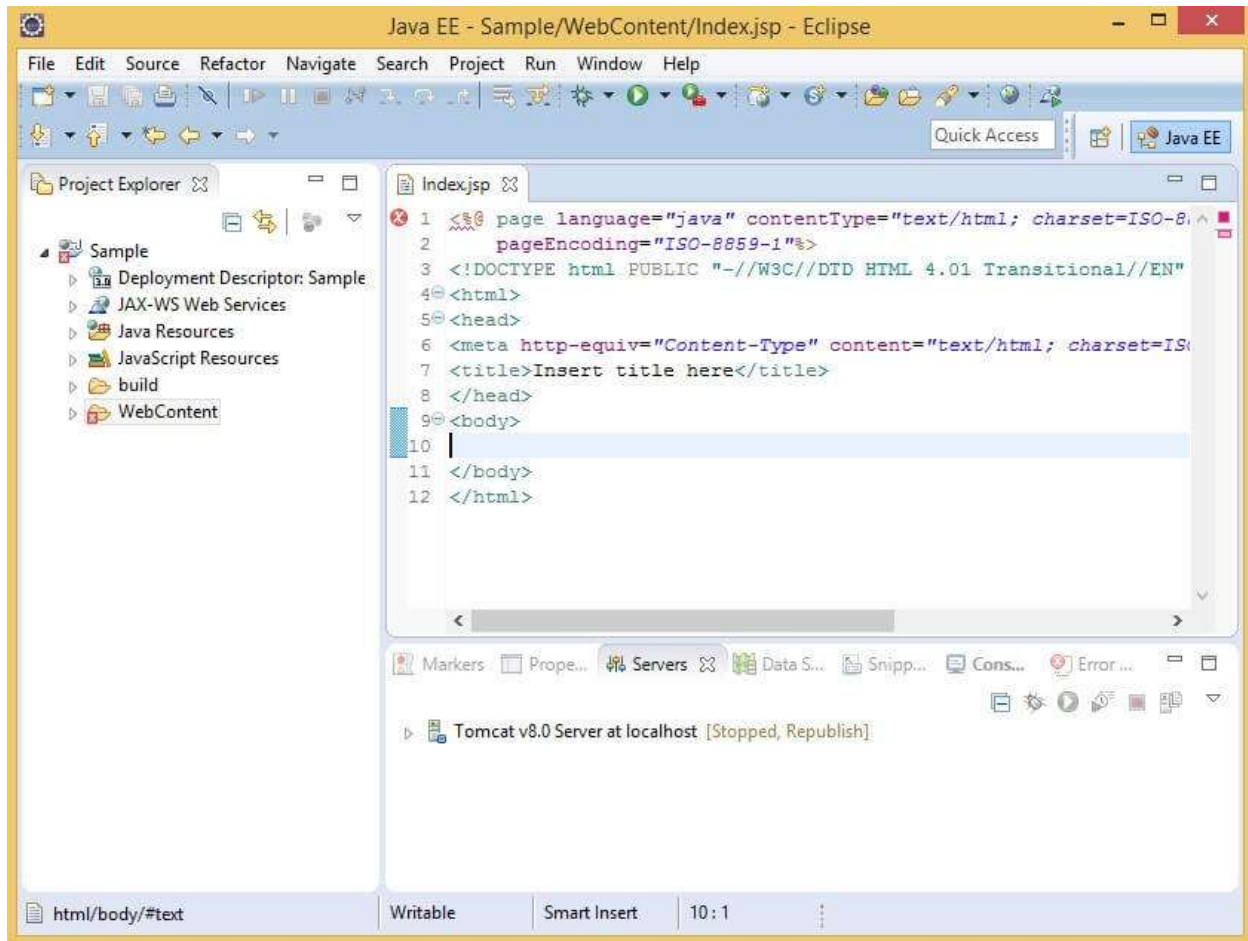 Java EE - Sample/WebContent/Index.jsp - Eclipse
File Edit Source Refactor Navigate Search Project Run Window Help
Quick Access Java EE
Project Explorer
Sample
Deployment Descriptor: Sample
JAX-WS Web Services
Java Resources
JavaScript Resources
build
WebContent
Index.jsp
1 <%@ page language="java" contentType="text/html; charset=ISO-8
2 pageEncoding="ISO-8859-1"%>
3 <!DOCTYPE html PUBLIC "-//W3C//DTD HTML 4.01 Transitional//EN"
4 <html>
5 <head>
6 <meta http-equiv="Content-Type" content="text/html; charset=IS
7 <title>Insert title here</title>
8 </head>
9 <body>
10
11 </body>
12 </html>
Markers Prope... Servers Data S... Snipp... Cons... Error ...
Tomcat v8.0 Server at localhost [Stopped, Republish]
html/body/#text Writable Smart Insert 10 : 1